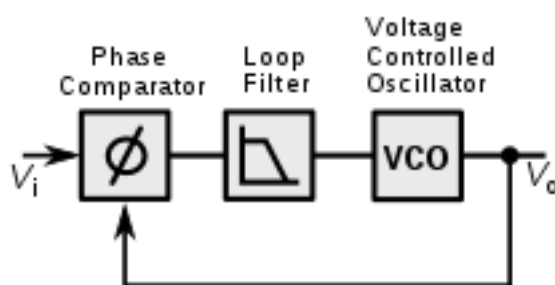 Phase
Comparator
Loop
Filter
Voltage
Controlled
Oscillator
ϕ
VCO
Vi
Vo